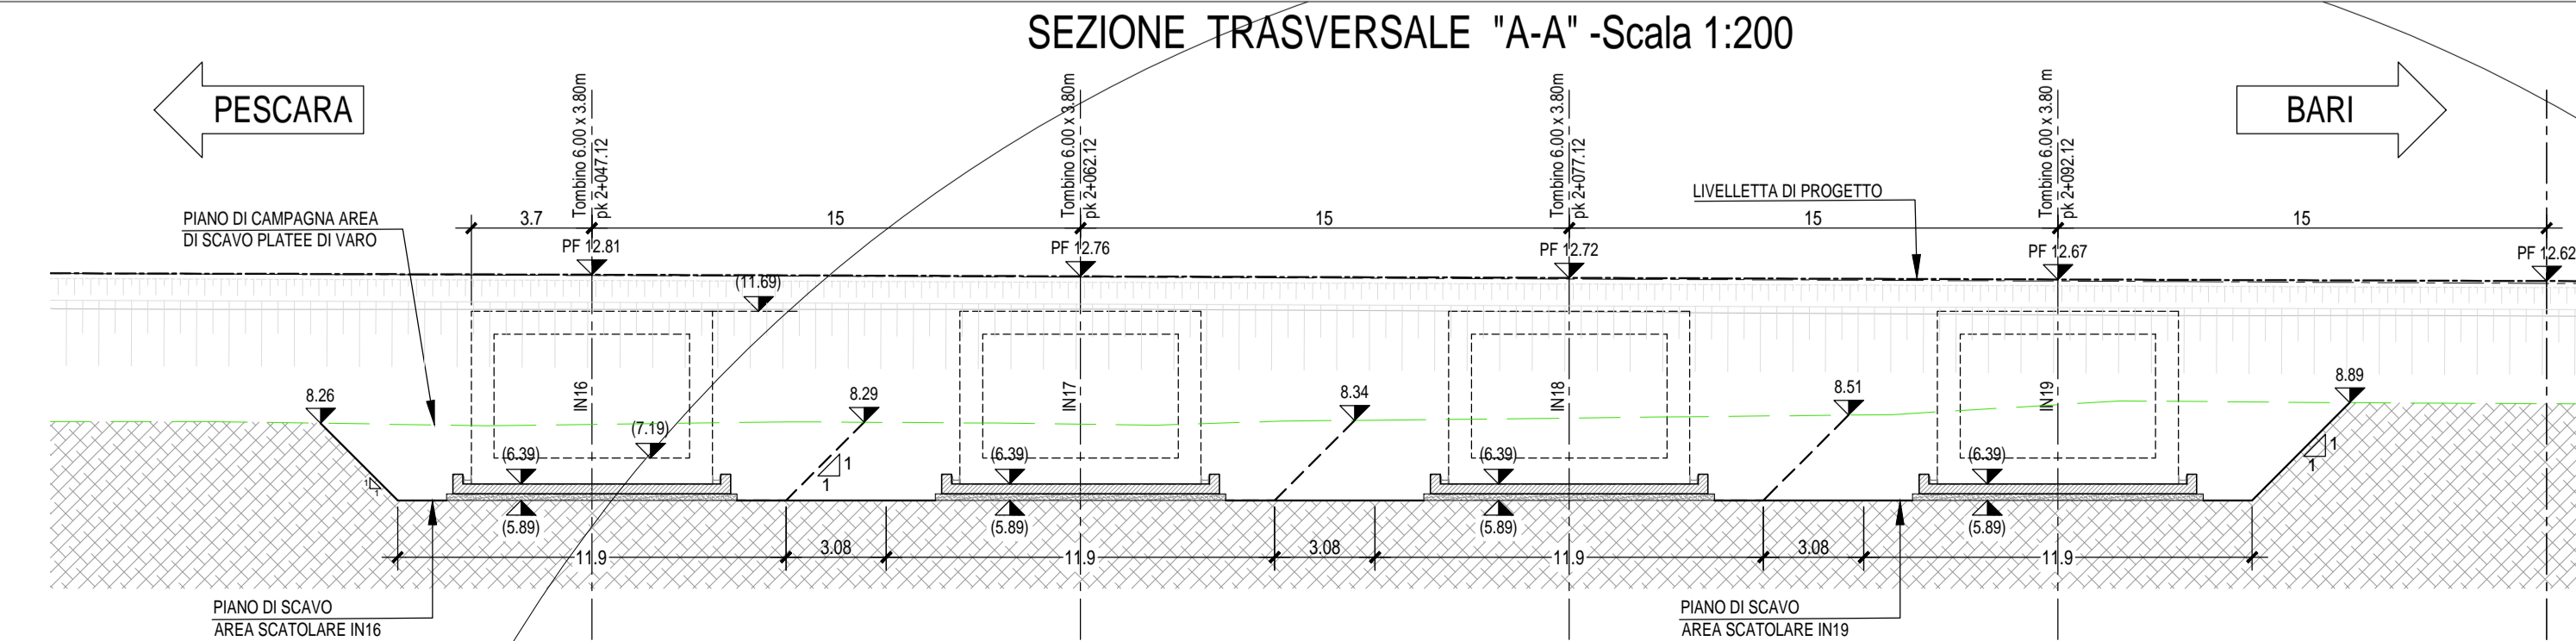 SEZIONE TRASVERSALE "A-A" -Scala 1:200
PESCARA
BARI
Tombino 6.00 x 3.80m
pk 2+047.12
Tombino 6.00 x 3.80m
pk 2+062.12
Tombino 6.00 x 3.80m
pk 2+077.12
Tombino 6.00 x 3.80 m
pk 2+092.12
LIVELLETTA DI PROGETTO
PIANO DI CAMPAGNA AREA
DI SCAVO PLATEE DI VARO
3.7
15
15
15
15
PF 12.81
PF 12.76
PF 12.72
PF 12.67
PF 12.62
(11.69)
8.26
IN16
8.29
IN17
8.34
IN18
8.51
IN19
8.89
(7.19)
(6.39)
(6.39)
(6.39)
(6.39)
1
1
1
1
1
1
(5.89)
(5.89)
(5.89)
(5.89)
11.9
3.08
11.9
3.08
11.9
3.08
11.9
PIANO DI SCAVO
AREA SCATOLARE IN16
PIANO DI SCAVO
AREA SCATOLARE IN19